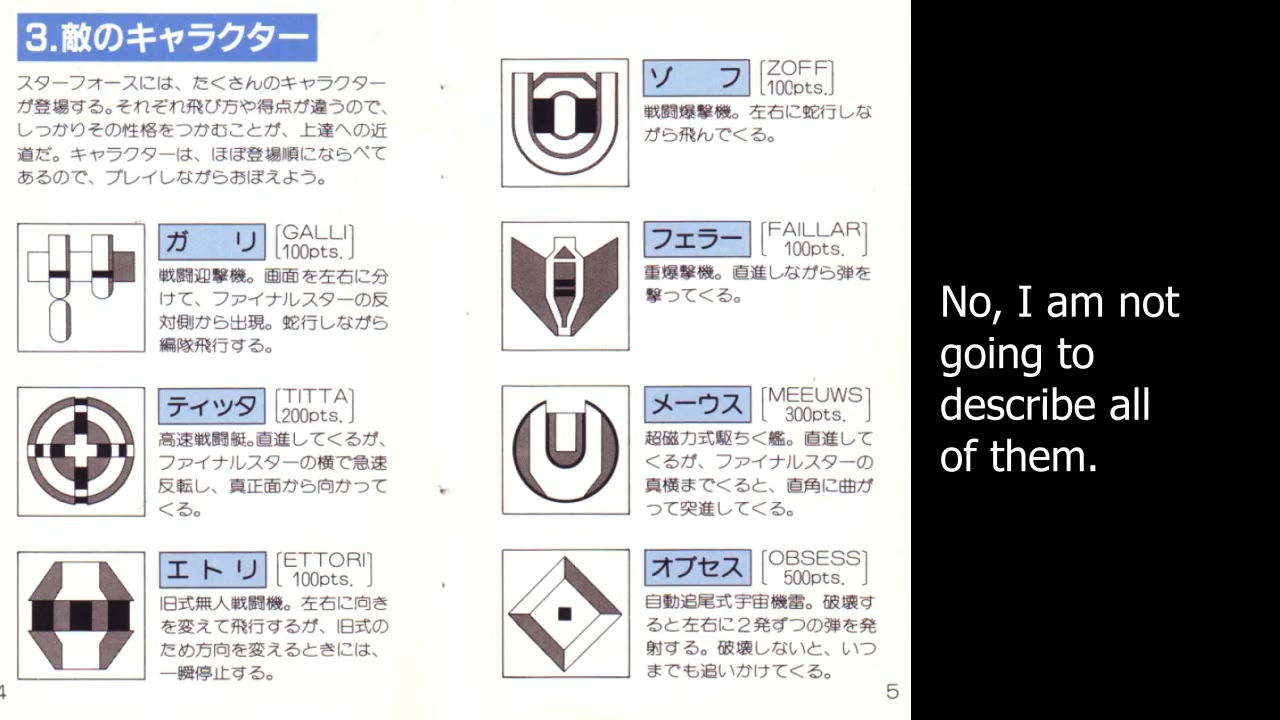 3.敵のキャラクター
スターフォースには、たくさんのキャラクター
が登場する。それぞれ飛び方や得点が違うので、
しっかりその性格をつかむことが、上達への近
道だ。キャラクターは、ほぼ登場順にならべて
あるので、プレイしながらおぼえよう。
ガリ [GALLI]
100pts.
戦闘迎撃機。画面を左右に分
けて、ファイナルスターの反
対側から出現。蛇行しながら
編隊飛行する。
ティッタ [TITTA]
200pts.
高速戦闘艇。直進してくるが、
ファイナルスターの横で急速
反転し、真正面から向かって
くる。
エトリ [ETTORI]
100pts.
旧式無人戦闘機。左右に向き
を変えて飛行するが、旧式の
ため方向を変えるときには、
一瞬停止する。
4
ゾフ [ZOFF]
100pts.
戦闘爆撃機。左右に蛇行しな
がら飛んでくる。
フェラー [FAILLAR]
100pts.
重爆撃機。直進しながら弾を
撃ってくる。
メーウス [MEEUWS]
300pts.
超磁力式駆ちく艦。直進して
くるが、ファイナルスターの
真横までくると、直角に曲が
って突進してくる。
オブセス [OBSESS]
500pts.
自動追尾式宇宙機雷。破壊す
ると左右に2発ずつの弾を発
射する。破壊しないと、いつ
までも追いかけてくる。
5
No, I am not
going to
describe all
of them.